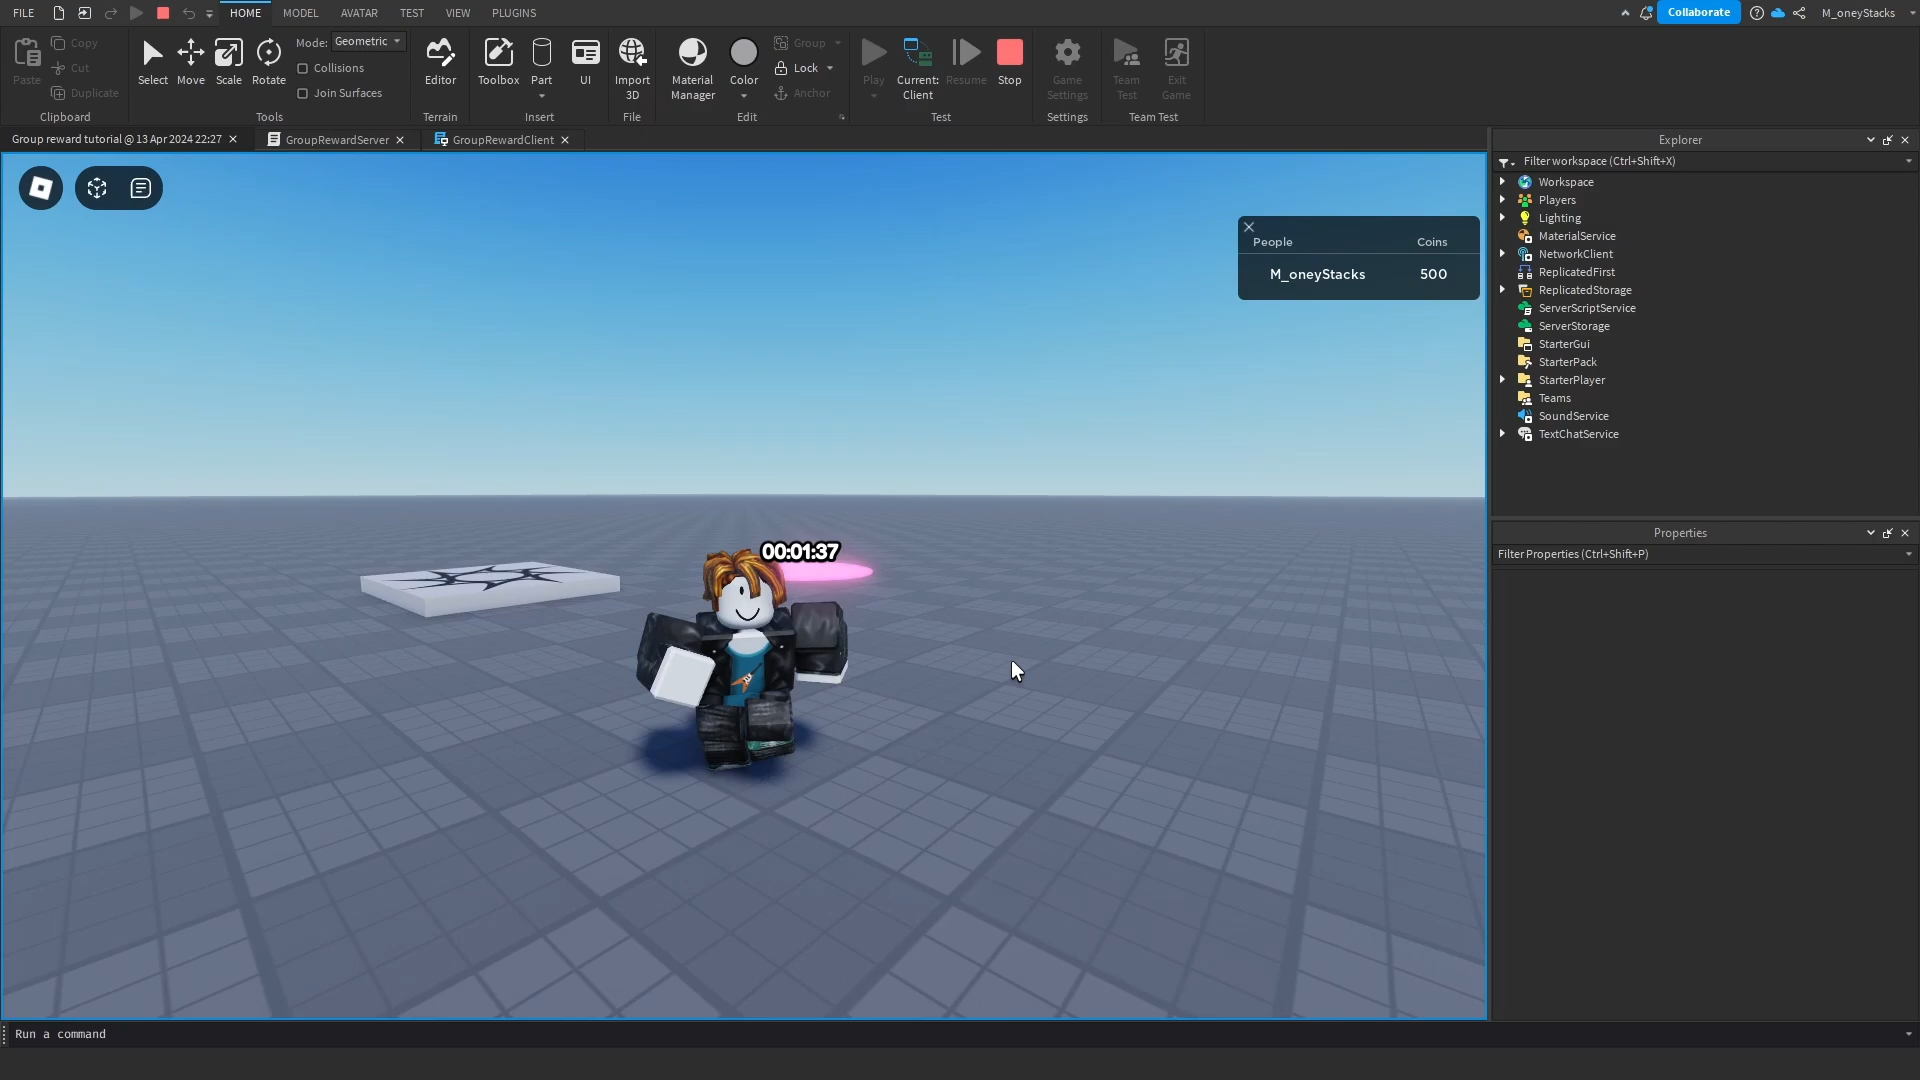 FILE HOME MODEL AVATAR TEST VIEW PLUGINS Collaborate M_oneyStacks
Paste Copy Cut Duplicate
Clipboard
Select Move Scale Rotate
Mode: Geometric
Collisions
Join Surfaces
Tools
Editor
Terrain
Toolbox Part UI
Insert
Import
3D
File
Material
Manager
Color
Group
Lock
Anchor
Edit
Play
Current:
Client
Resume
Stop
Test
Game
Settings
Settings
Team
Test
Exit
Game
Team Test
Group reward tutorial @ 13 Apr 2024 22:27
GroupRewardServer
GroupRewardClient
People Coins
M_oneyStacks 500
00:01:37
Explorer
Filter workspace (Ctrl+Shift+X)
Workspace
Players
Lighting
MaterialService
NetworkClient
ReplicatedFirst
ReplicatedStorage
ServerScriptService
ServerStorage
StarterGui
StarterPack
StarterPlayer
Teams
SoundService
TextChatService
Properties
Filter Properties (Ctrl+Shift+P)
Run a command